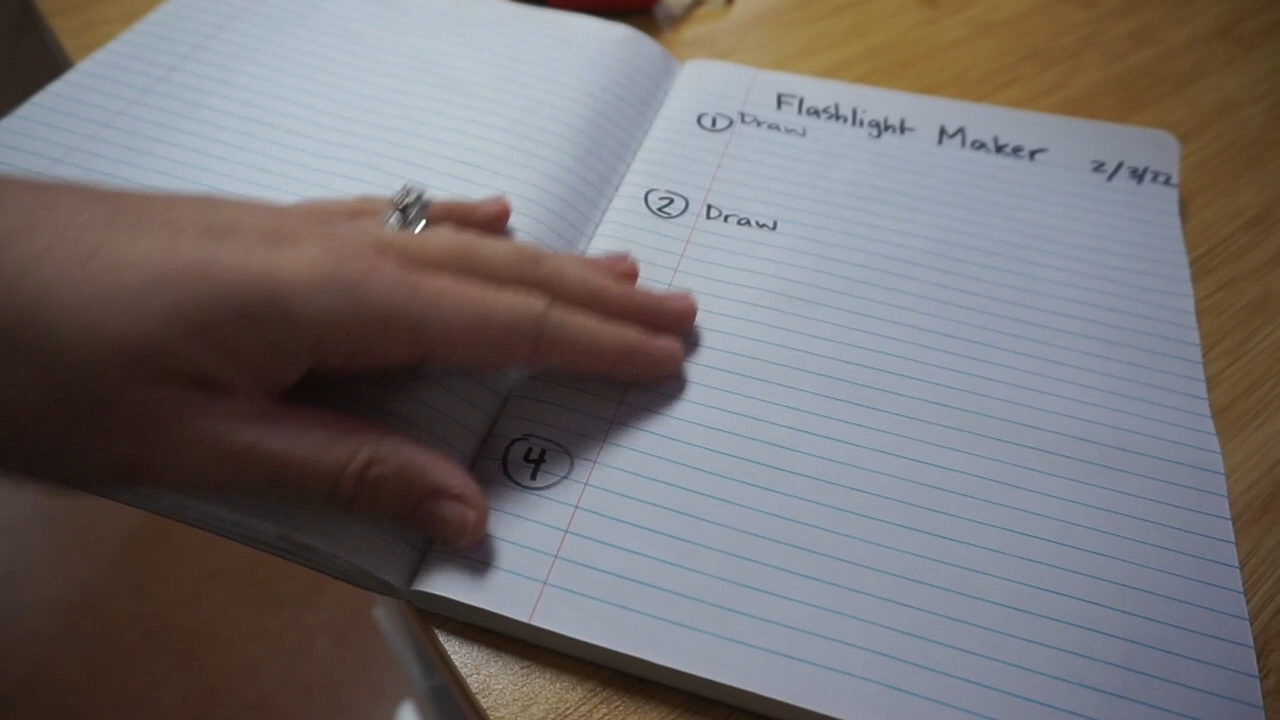 Flashlight Maker 2/3/22
① Draw
② Draw
④